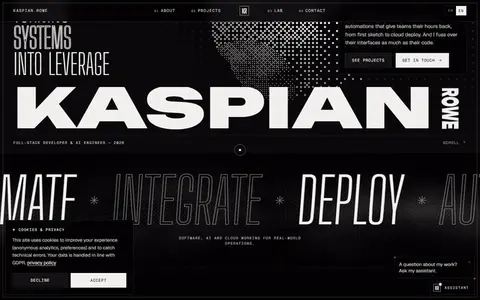 KASPIAN ROWE
01 ABOUT
02 PROJECTS
03 LAB
04 CONTACT
EN
SYSTEMS
INTO LEVERAGE
automations that give teams their hours back,
from first sketch to cloud deploy. And I fuss over
their interfaces as much as their code.
SEE PROJECTS
GET IN TOUCH →
KASPIAN
ROWE
FULL-STACK DEVELOPER & AI ENGINEER — 2026
SCROLL
MATE * INTEGRATE * DEPLOY * AU
SOFTWARE, AI AND CLOUD WORKING FOR REAL-WORLD
OPERATIONS.
COOKIES & PRIVACY
This site uses cookies to improve your experience
(anonymous analytics, preferences) and to catch
technical errors. Your data is handled in line with
GDPR. privacy policy
DECLINE
ACCEPT
A question about my work?
Ask my assistant.
ASSISTANT